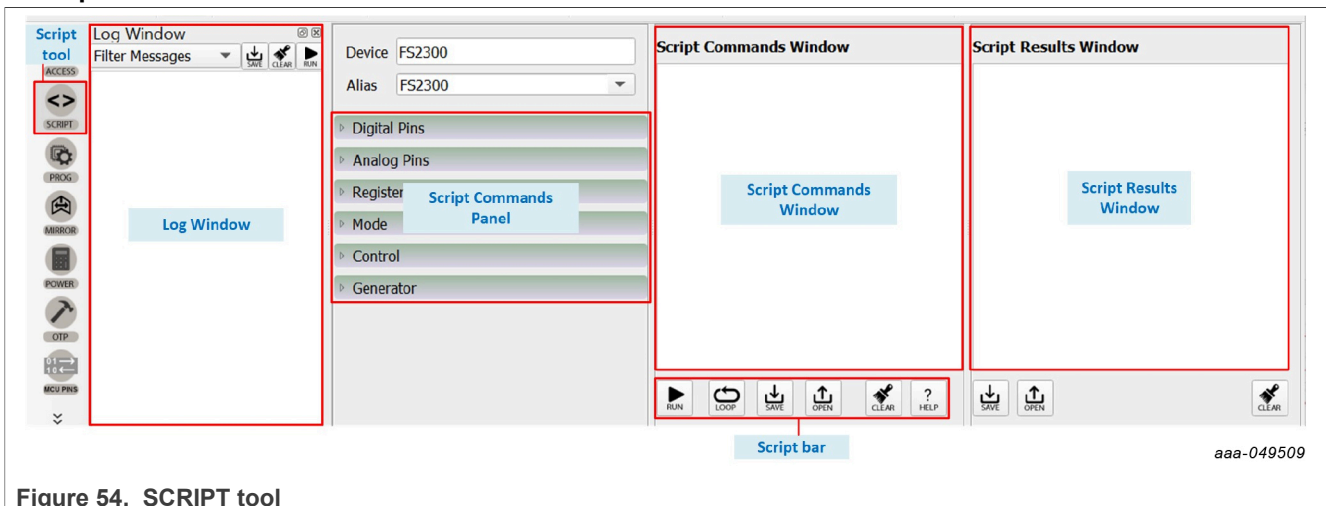 Script
tool
ACCESS
SCRIPT
PROG
MIRROR
POWER
OTP
MCU PINS
Log Window
Filter Messages
SAVE
CLEAR
RUN
Log Window
Device
FS2300
Alias
FS2300
Digital Pins
Analog Pins
Register
Mode
Control
Generator
Script Commands
Panel
Script Commands Window
Script Commands
Window
RUN
LOOP
SAVE
OPEN
CLEAR
?
HELP
Script bar
Script Results Window
Script Results
Window
SAVE
OPEN
CLEAR
aaa-049509
Figure 54. SCRIPT tool